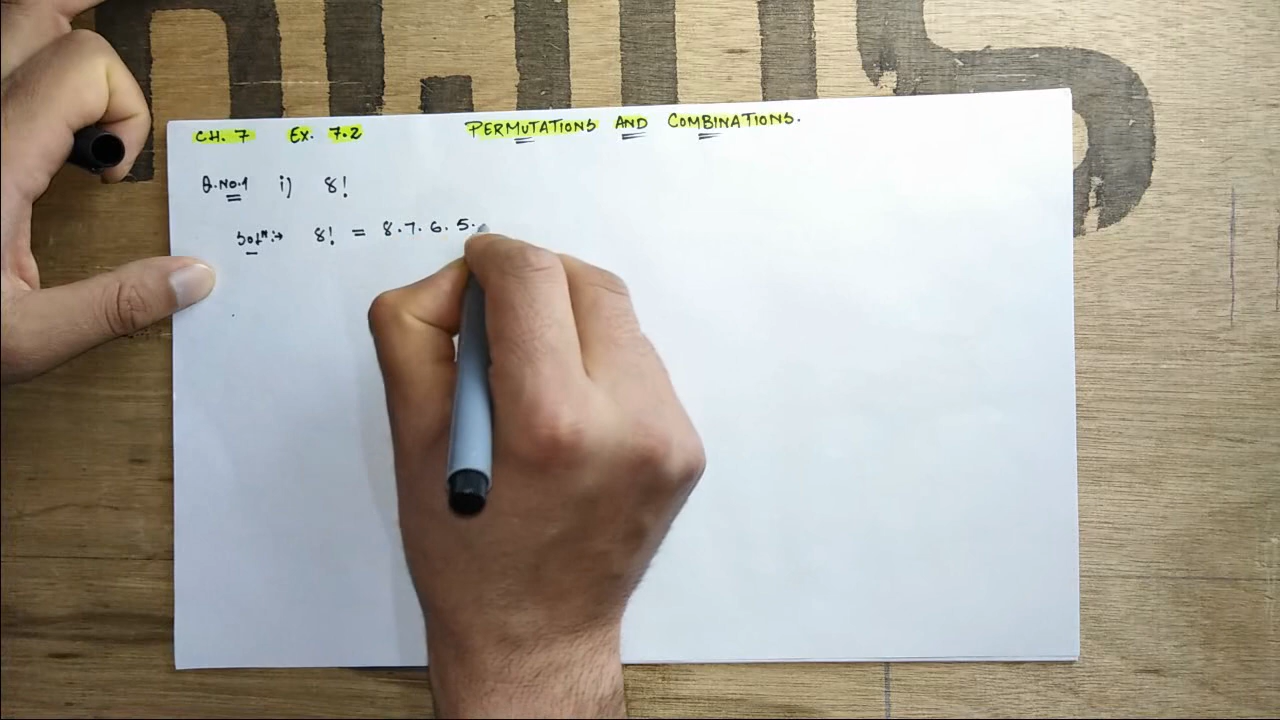 CH. 7 Ex. 7.2 PERMUTATIONS AND COMBINATIONS.
Q.NO.1 i) 8!
Solⁿ:→ 8! = 8.7.6.5.